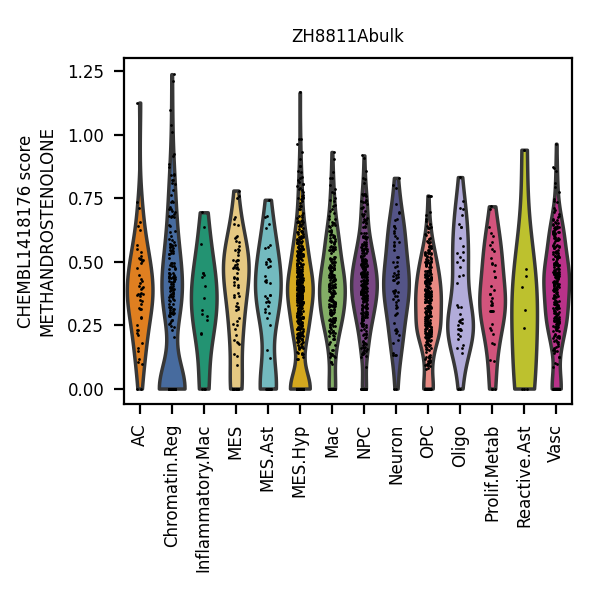 ZH8811Abulk
CHEMBL1418176 score
METHANDROSTENOLONE
1.25
1.00
0.75
0.50
0.25
0.00
AC
Chromatin.Reg
Inflammatory.Mac
MES
MES.Ast
MES.Hyp
Mac
NPC
Neuron
OPC
Oligo
Prolif.Metab
Reactive.Ast
Vasc